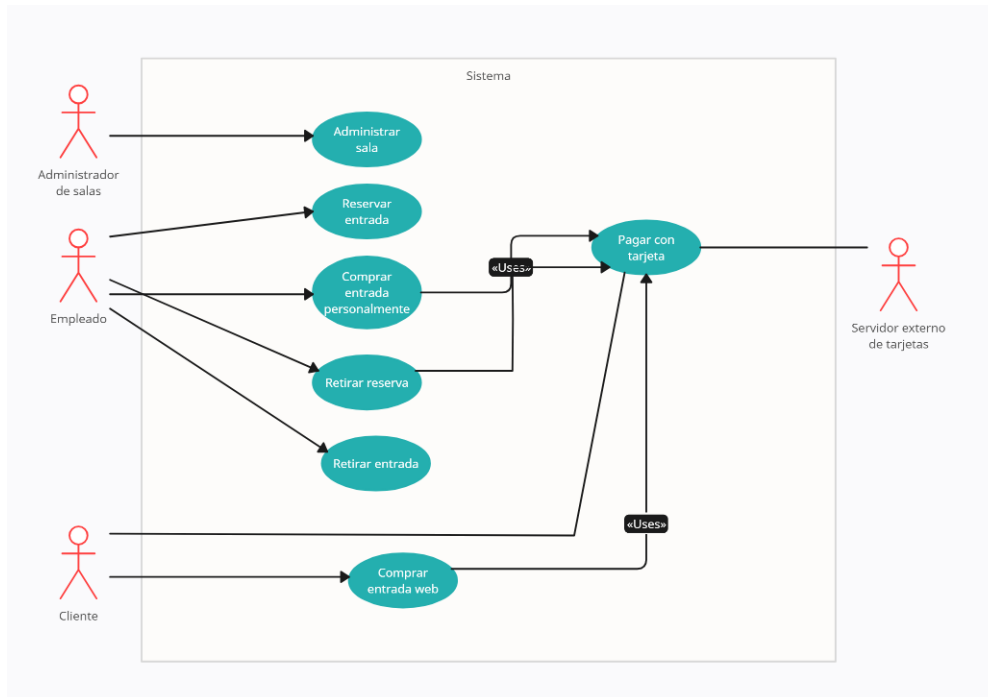 Sistema
Administrador
de salas
Administrar
sala
Reservar
entrada
Empleado
Comprar
entrada
personalmente
«Uses»
Pagar con
tarjeta
Servidor externo
de tarjetas
Retirar reserva
Retirar entrada
«Uses»
Cliente
Comprar
entrada web